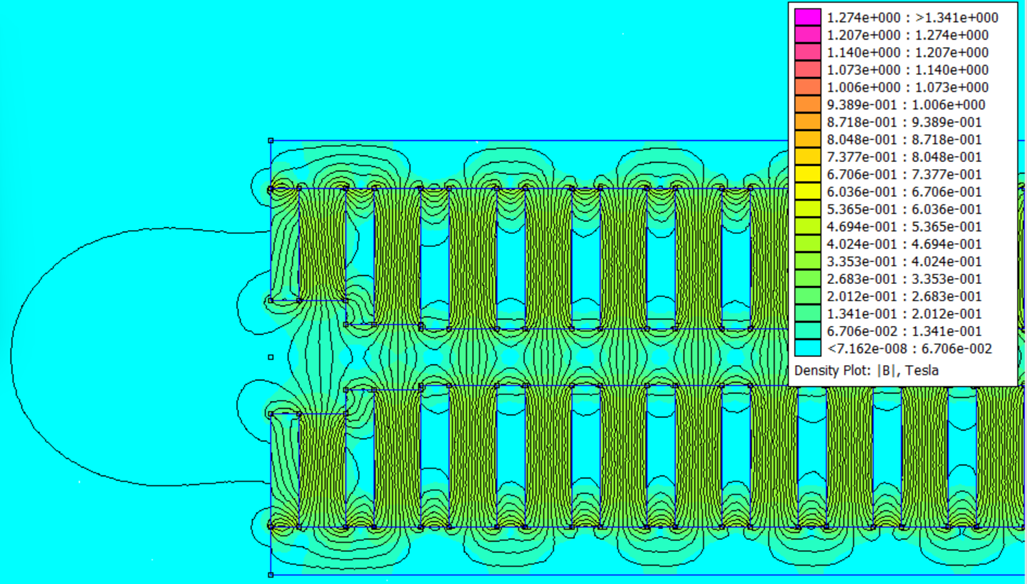 1.274e+000 : >1.341e+000
1.207e+000 : 1.274e+000
1.140e+000 : 1.207e+000
1.073e+000 : 1.140e+000
1.006e+000 : 1.073e+000
9.389e-001 : 1.006e+000
8.718e-001 : 9.389e-001
8.048e-001 : 8.718e-001
7.377e-001 : 8.048e-001
6.706e-001 : 7.377e-001
6.036e-001 : 6.706e-001
5.365e-001 : 6.036e-001
4.694e-001 : 5.365e-001
4.024e-001 : 4.694e-001
3.353e-001 : 4.024e-001
2.683e-001 : 3.353e-001
2.012e-001 : 2.683e-001
1.341e-001 : 2.012e-001
6.706e-002 : 1.341e-001
<7.162e-008 : 6.706e-002
Density Plot: |B|, Tesla